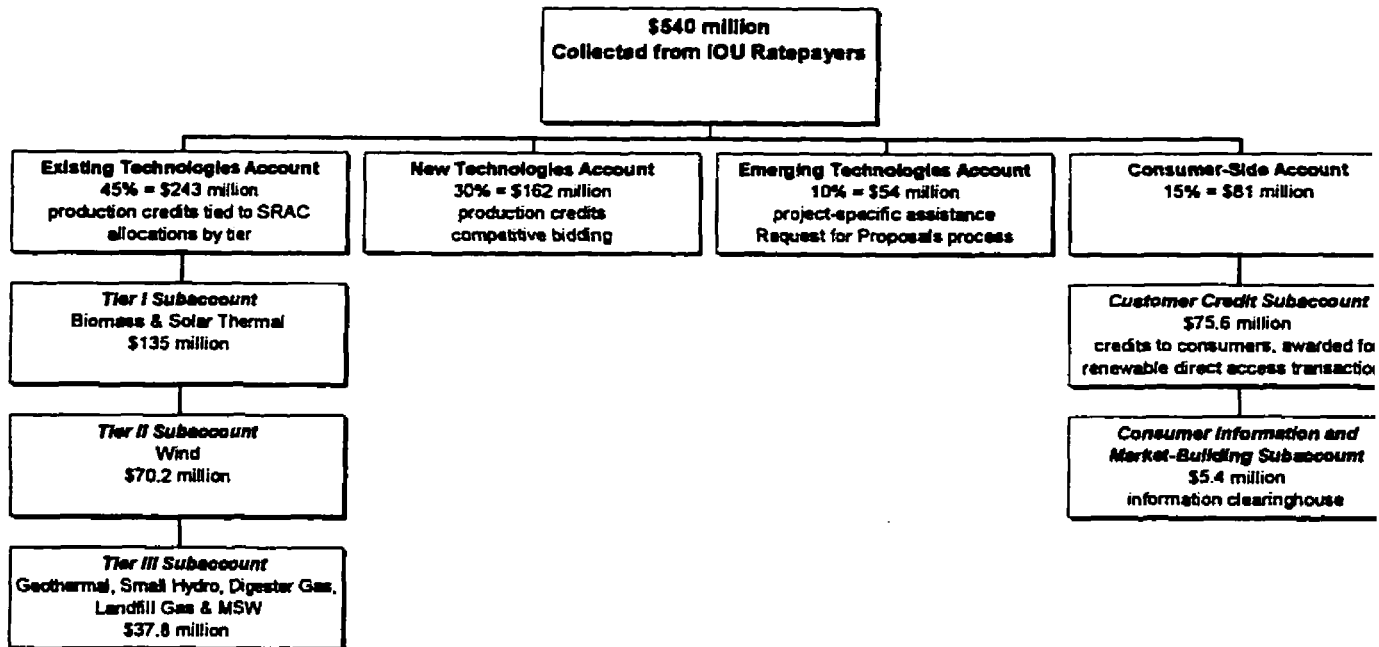 $540 million
Collected from IOU Ratepayers
Existing Technologies Account
45% = $243 million
production credits tied to SRAC
allocations by tier
New Technologies Account
30% = $162 million
production credits
competitive bidding
Emerging Technologies Account
10% = $54 million
project-specific assistance
Request for Proposals process
Consumer-Side Account
15% = $81 million
Tier I Subaccount
Biomass & Solar Thermal
$135 million
Tier II Subaccount
Wind
$70.2 million
Tier III Subaccount
Geothermal, Small Hydro, Digester Gas,
Landfill Gas & MSW
$37.8 million
Customer Credit Subaccount
$75.6 million
credits to consumers, awarded fo
renewable direct access transactio
Consumer Information and
Market-Building Subaccount
$5.4 million
information clearinghouse